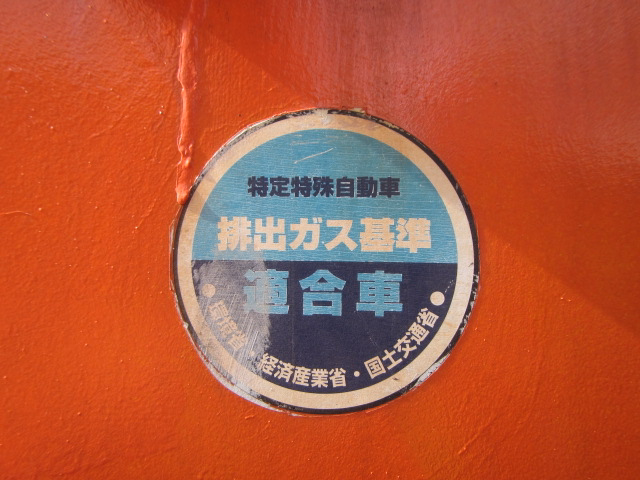 特定特殊自動車
排出ガス基準
適合車
経済産業省・国土交通省